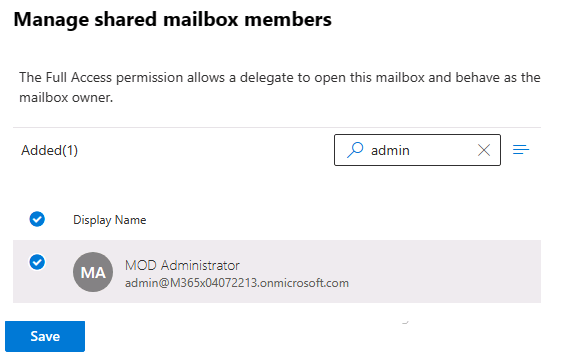 Manage shared mailbox members
The Full Access permission allows a delegate to open this mailbox and behave as the
mailbox owner.
Added(1)
admin
Display Name
MA
MOD Administrator
admin@M365x04072213.onmicrosoft.com
Save